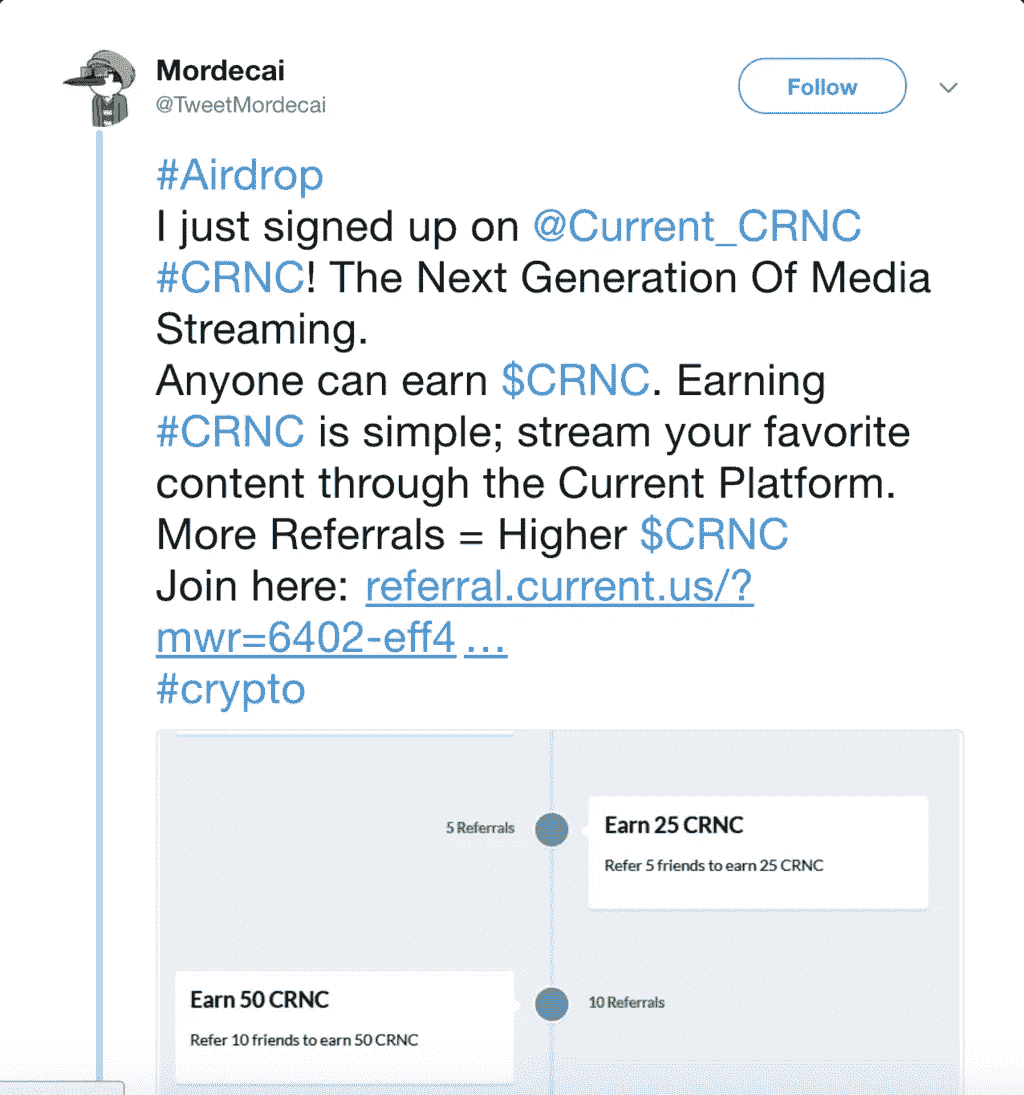 Mordecai
@TweetMordecai
Follow
#Airdrop
I just signed up on @Current_CRNC
#CRNC! The Next Generation Of Media
Streaming.
Anyone can earn $CRNC. Earning
#CRNC is simple; stream your favorite
content through the Current Platform.
More Referrals = Higher $CRNC
Join here: referral.current.us/?
mwr=6402-eff4 ...
#crypto
5 Referrals
Earn 25 CRNC
Refer 5 friends to earn 25 CRNC
Earn 50 CRNC
Refer 10 friends to earn 50 CRNC
10 Referrals